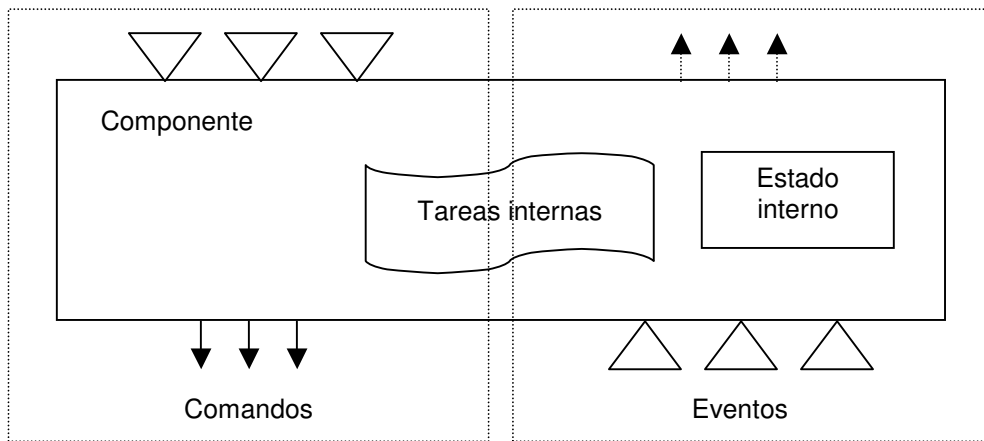 Componente
Tareas internas
Estado
interno
Comandos
Eventos